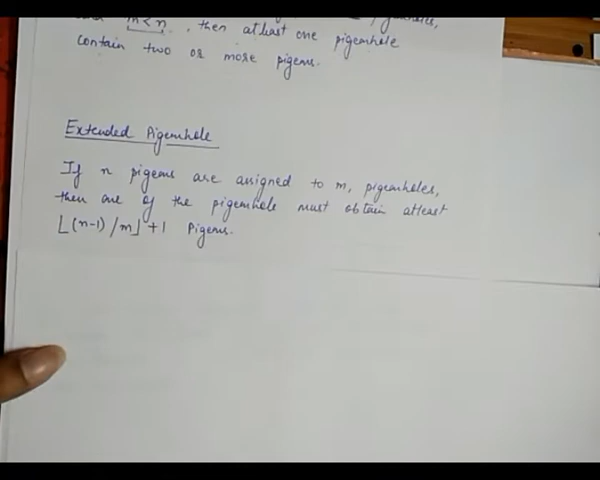 m < n, then atleast one pigeonhole
contain two or more pigeons.
Extended Pigeonhole
If n pigeons are assigned to m, pigeonholes,
then one of the pigeonhole must obtain atleast
⌊(n-1)/m⌋ +1 Pigeons.